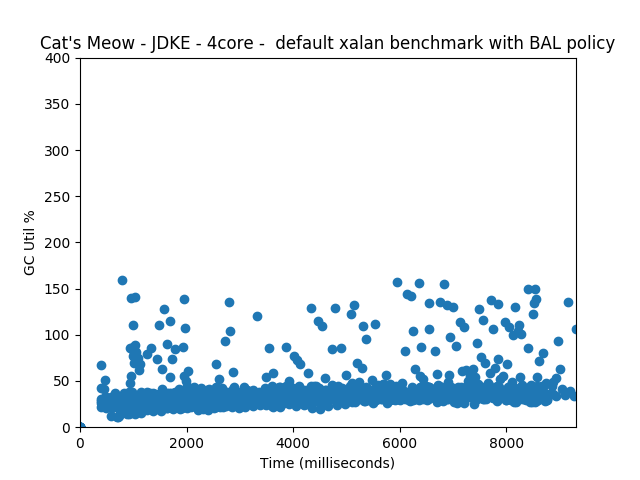 Cat's Meow - JDKE - 4core -  default xalan benchmark with BAL policy
400
350
300
250
200
150
100
50
0
GC Util %
0 2000 4000 6000 8000
Time (milliseconds)